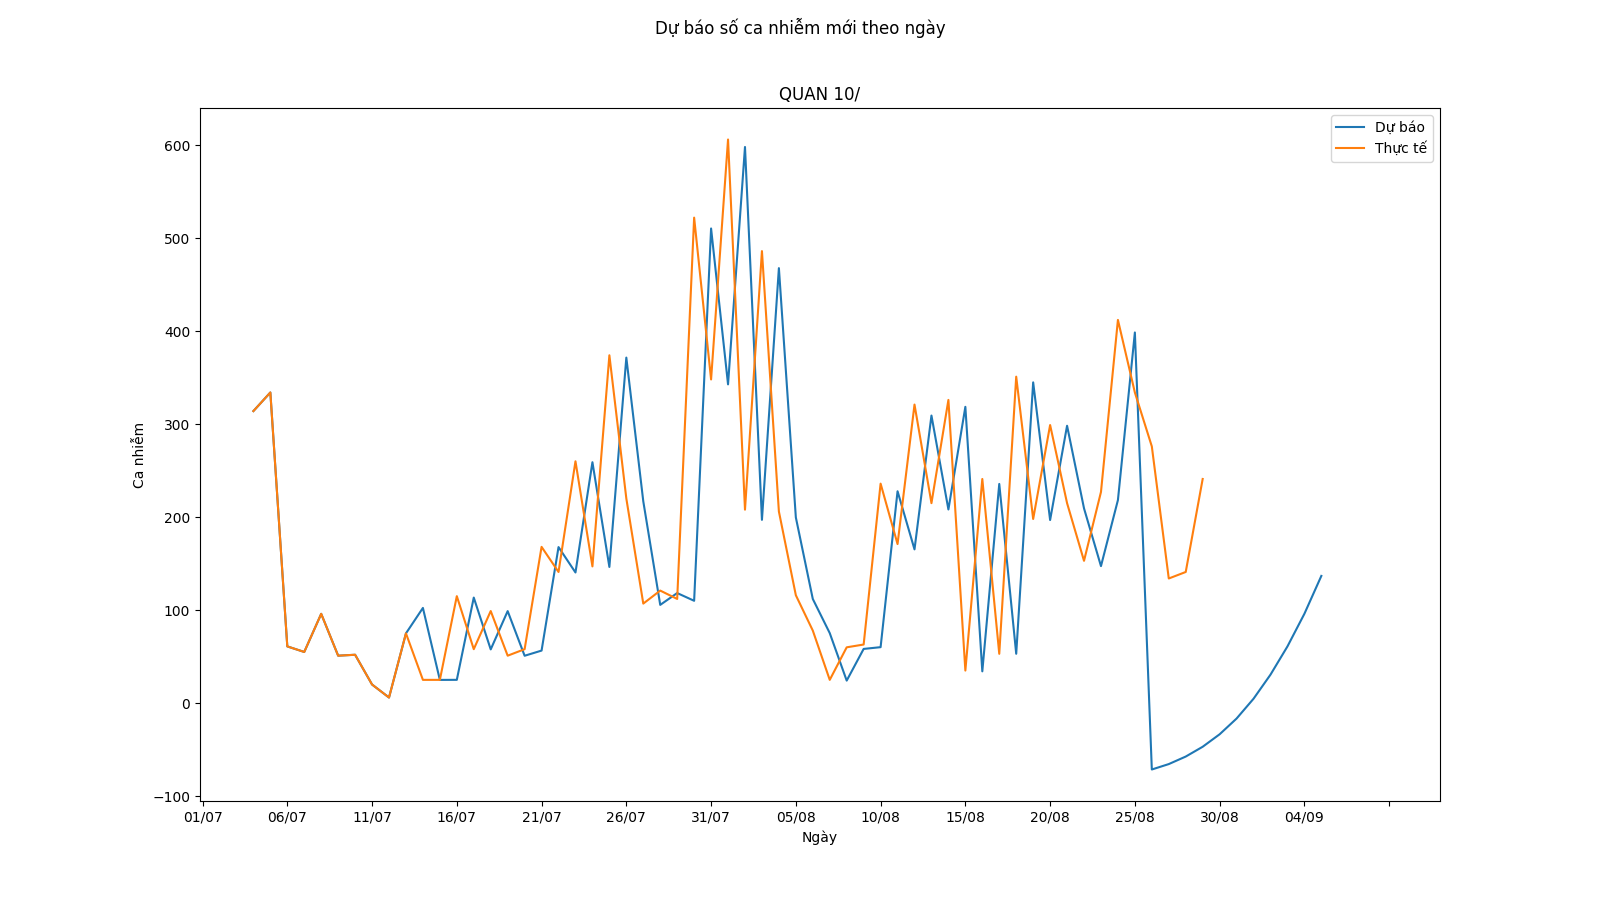 Dự báo số ca nhiễm mới theo ngày
QUAN 10/
Dự báo
Thực tế
Ca nhiễm
600
500
400
300
200
100
0
−100
01/07 06/07 11/07 16/07 21/07 26/07 31/07 05/08 10/08 15/08 20/08 25/08 30/08 04/09
Ngày